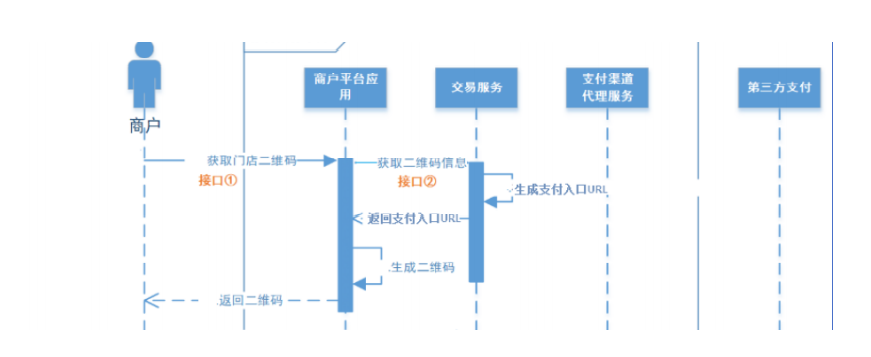 商户平台应
用
交易服务
支付渠道
代理服务
第三方支付
商户
获取门店二维码
接口①
获取二维码信息
接口②
生成支付入口URL
返回支付入口URL
生成二维码
返回二维码